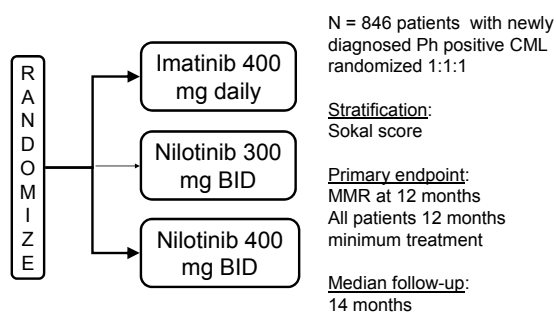 R
A
N
D
O
M
I
Z
E
Imatinib 400
mg daily
Nilotinib 300
mg BID
Nilotinib 400
mg BID
N = 846 patients with newly
diagnosed Ph positive CML
randomized 1:1:1
Stratification:
Sokal score
Primary endpoint:
MMR at 12 months
All patients 12 months
minimum treatment
Median follow-up:
14 months